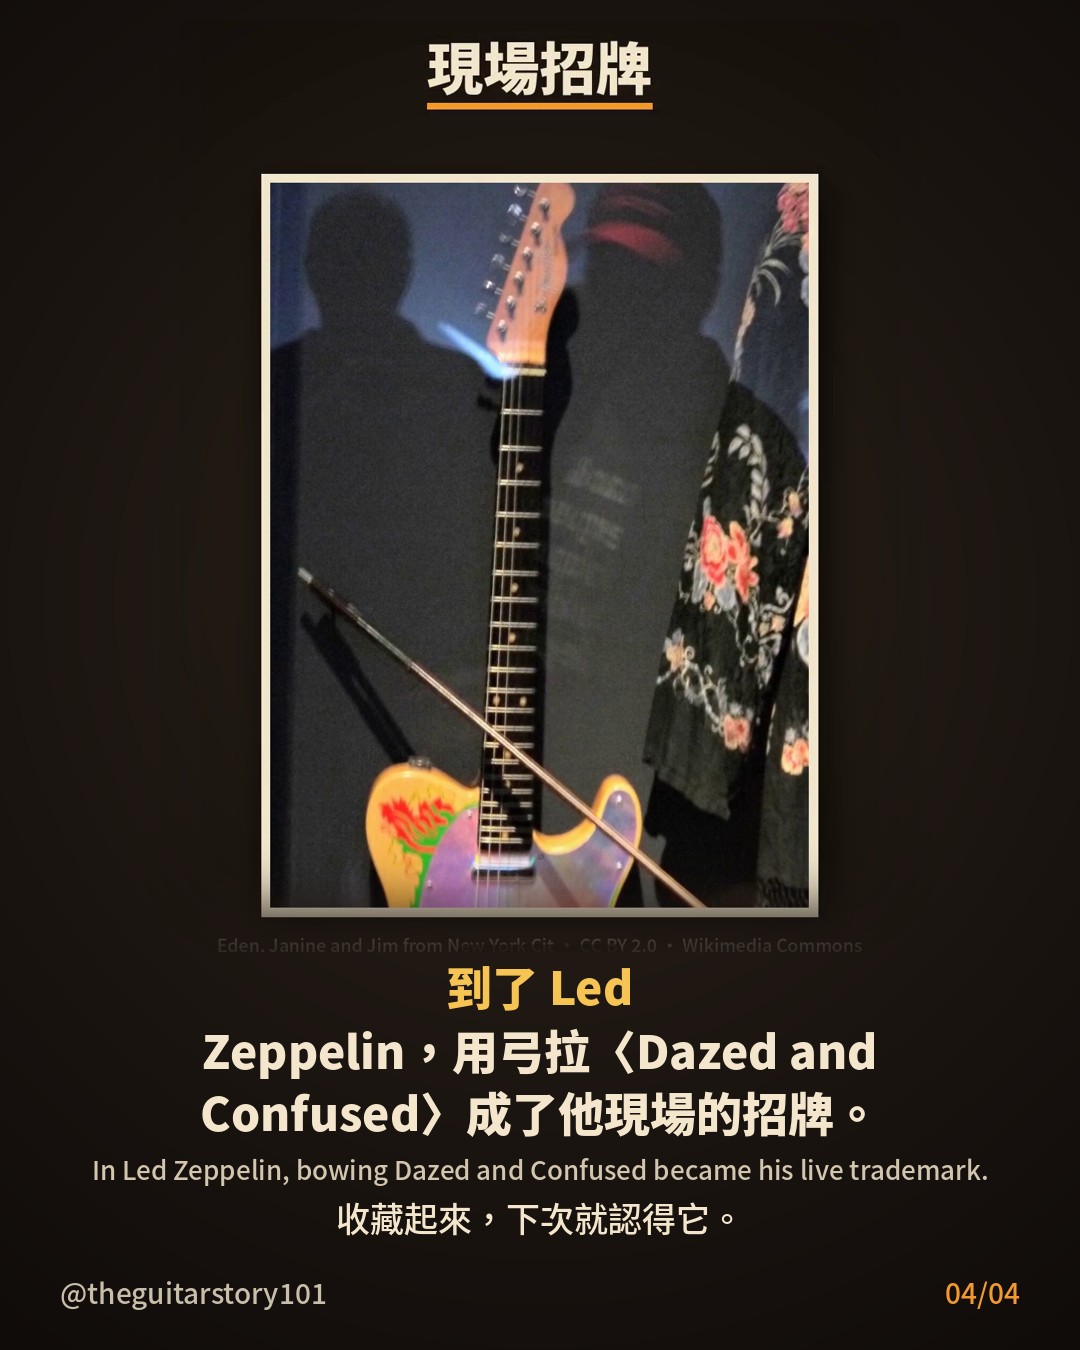 現場招牌
Eden, Janine and Jim from New York Cit • CC BY 2.0 • Wikimedia Commons
到了 Led
Zeppelin，用弓拉〈Dazed and
Confused〉成了他現場的招牌。
In Led Zeppelin, bowing Dazed and Confused became his live trademark.
收藏起來，下次就認得它。
@theguitarstory101
04/04